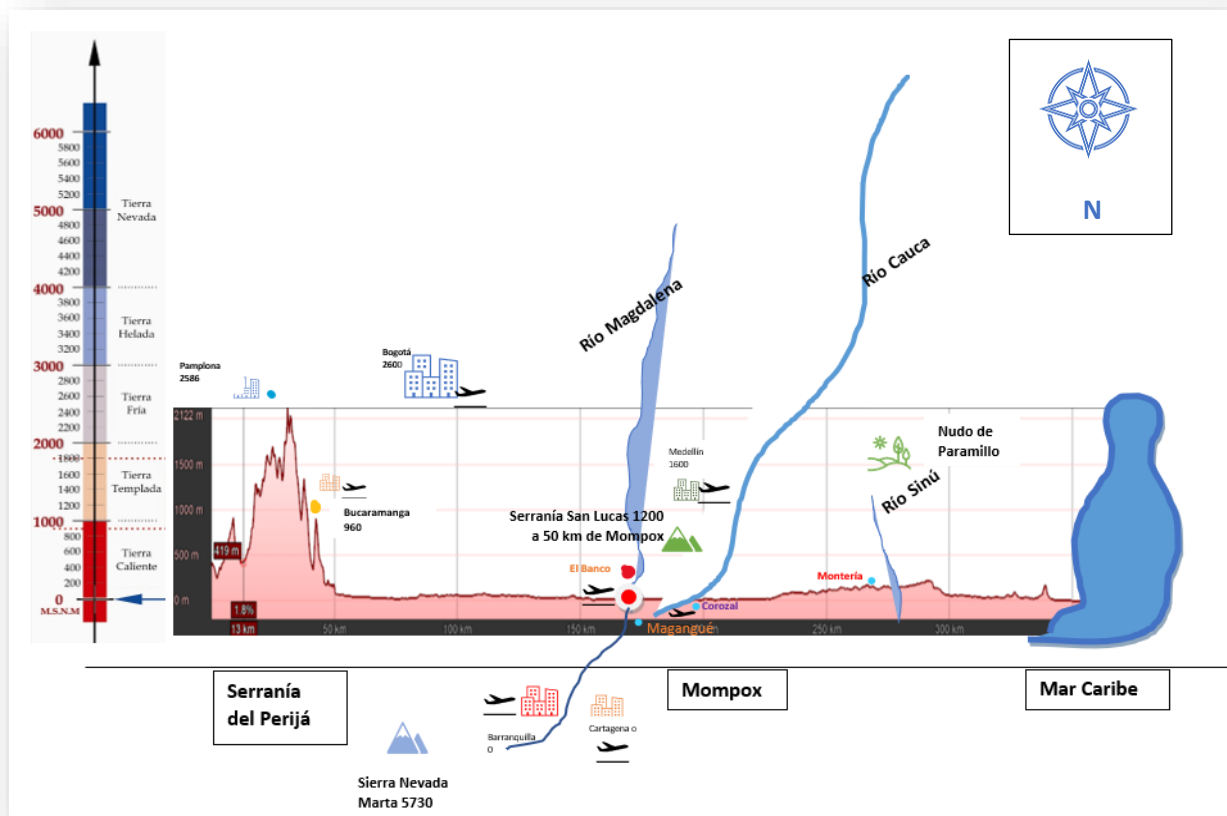 6000
5800
5600
5400
5200
5000
4800
4600
4400
4200
4000
3800
3600
3400
3200
3000
2800
2600
2400
2200
2000
1800
1600
1400
1200
1000
800
600
400
200
0
M.S.N.M
Tierra
Nevada
Tierra
Helada
Tierra
Fría
Tierra
Templada
Tierra
Caliente
N
Río Magdalena
Río Cauca
Río Sinú
Pamplona
2586
Bogotá
2600
2122 m
1500 m
1000 m
500 m
0 m
419 m
1.8%
13 km
50 km
100 km
150 km
250 km
300 km
Bucaramanga
960
Medellín
1600
Nudo de
Paramillo
Serranía San Lucas 1200
a 50 km de Mompox
El Banco
Montería
Corozal
Magangué
Serranía
del Perijá
Mompox
Mar Caribe
Barranquilla
0
Cartagena o
Sierra Nevada
Marta 5730